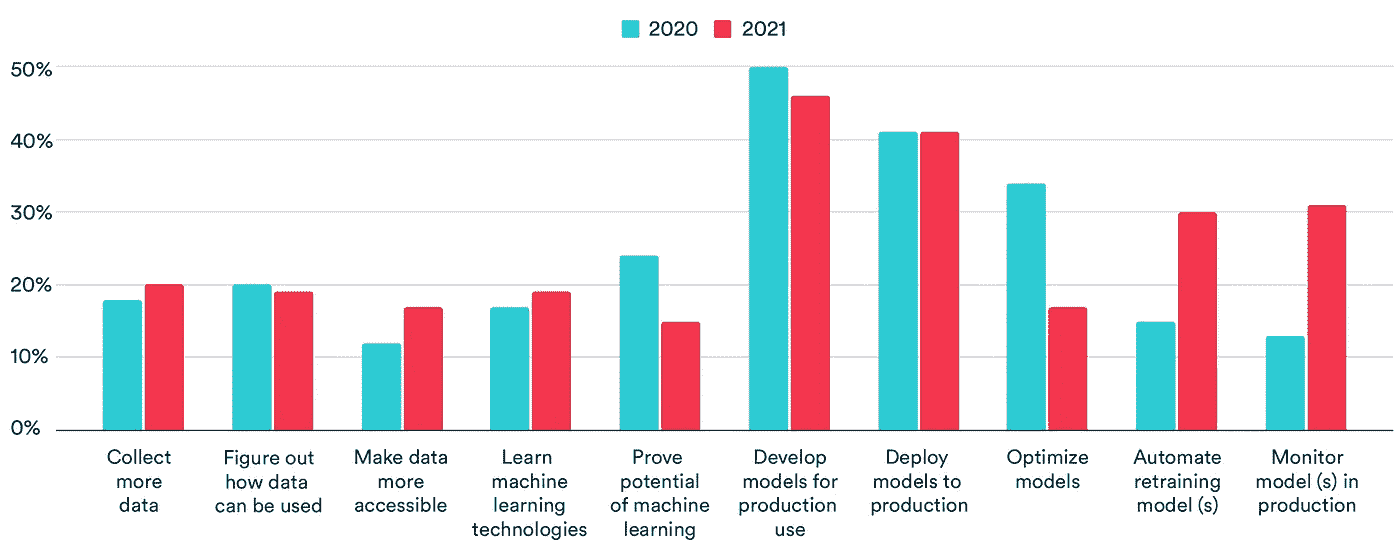 2020 2021
50%
40%
30%
20%
10%
0%
Collect
more
data
Figure out
how data
can be used
Make data
more
accessible
Learn
machine
learning
technologies
Prove
potential
of machine
learning
Develop
models for
production
use
Deploy
models to
production
Optimize
models
Automate
retraining
model (s)
Monitor
model (s) in
production